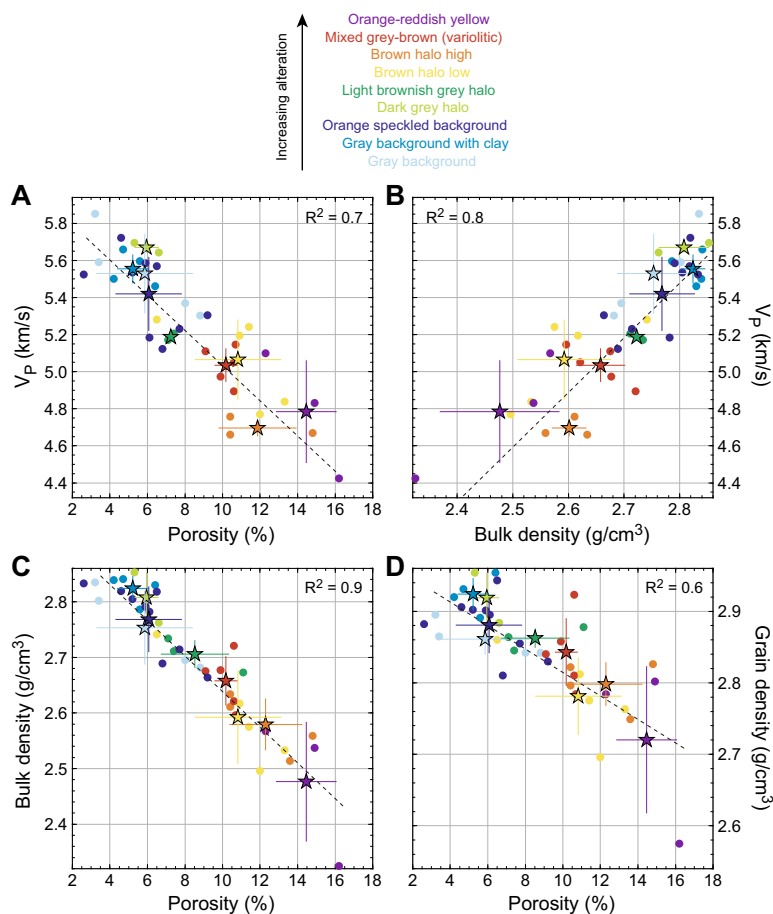 Orange-reddish yellow
Mixed grey-brown (variolitic)
Brown halo high
Brown halo low
Light brownish grey halo
Dark grey halo
Orange speckled background
Gray background with clay
Gray background
Increasing alteration
A
R² = 0.7
V_P (km/s)
5.8
5.6
5.4
5.2
5.0
4.8
4.6
4.4
2 4 6 8 10 12 14 16 18
Porosity (%)
B
R² = 0.8
V_P (km/s)
5.8
5.6
5.4
5.2
5.0
4.8
4.6
4.4
2.4 2.5 2.6 2.7 2.8
Bulk density (g/cm³)
C
R² = 0.9
Bulk density (g/cm³)
2.8
2.7
2.6
2.5
2.4
2 4 6 8 10 12 14 16 18
Porosity (%)
D
R² = 0.6
Grain density (g/cm³)
2.9
2.8
2.7
2.6
2 4 6 8 10 12 14 16 18
Porosity (%)